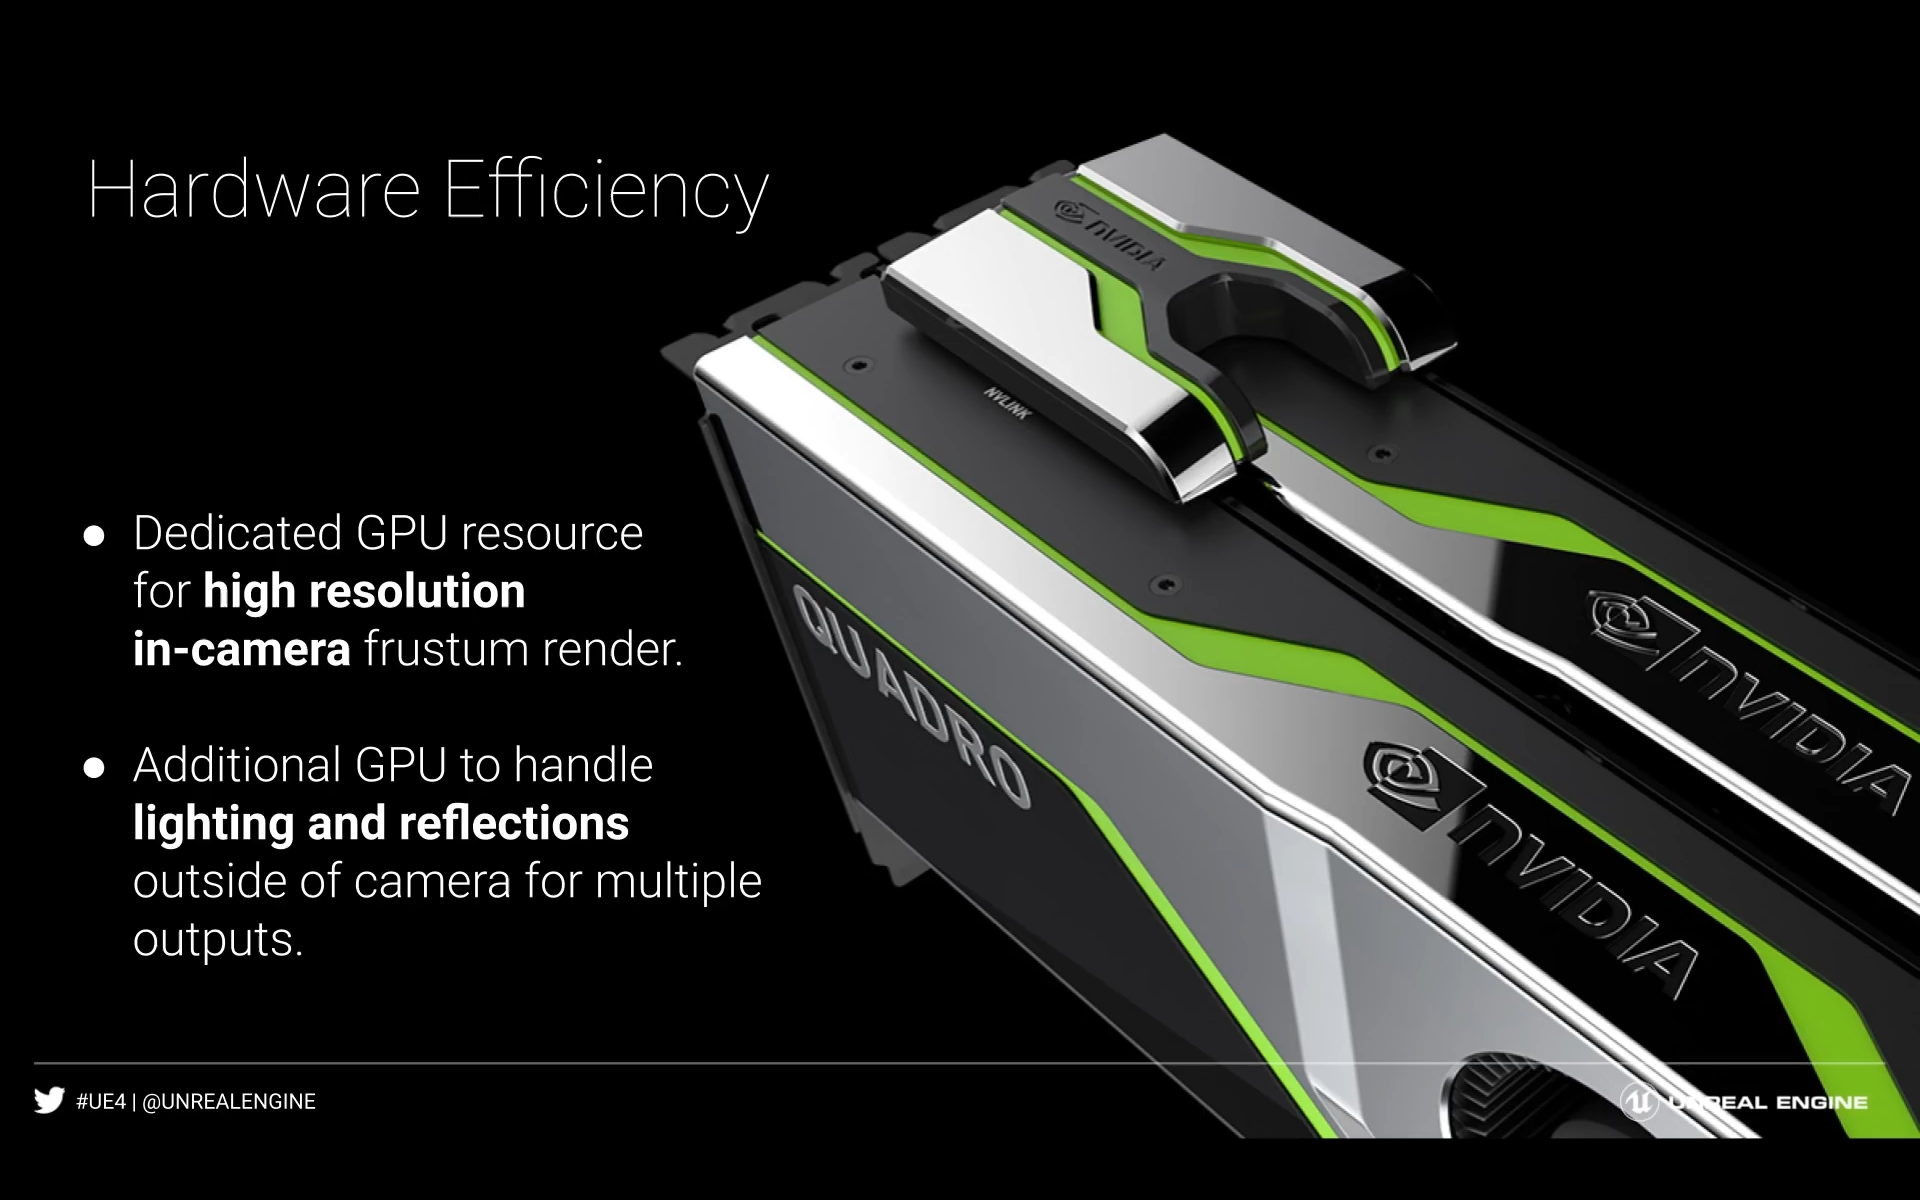 Hardware Efficiency
NVIDIA
NVLINK
● Dedicated GPU resource
for high resolution
in-camera frustum render.
● Additional GPU to handle
lighting and reflections
outside of camera for multiple
outputs.
QUADRO
NVIDIA
NVIDIA
#UE4 | @UNREALENGINE
UNREAL ENGINE